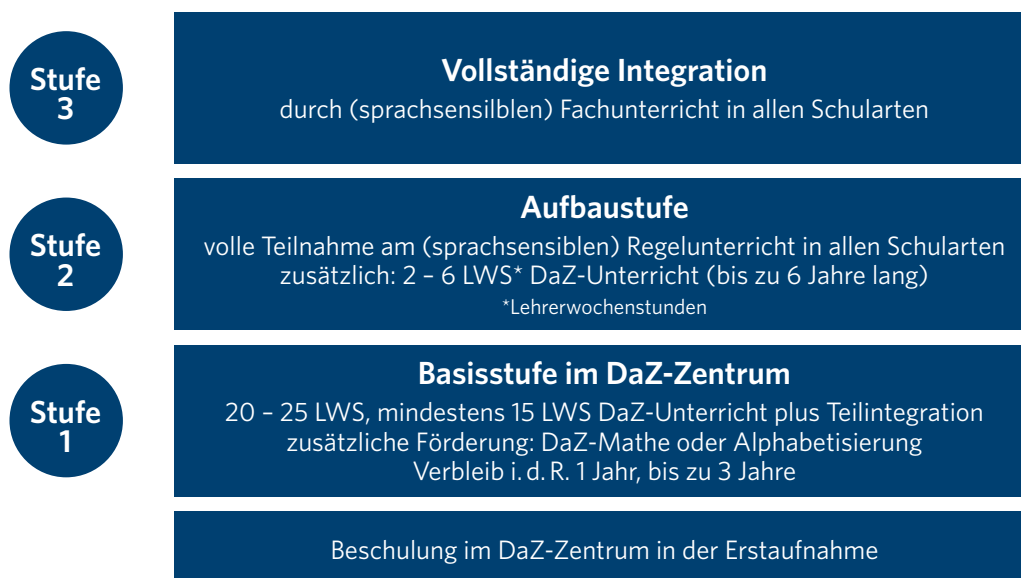 Stufe
3
Vollständige Integration
durch (sprachsensilblen) Fachunterricht in allen Schularten
Stufe
2
Aufbaustufe
volle Teilnahme am (sprachsensiblen) Regelunterricht in allen Schularten
zusätzlich: 2 – 6 LWS* DaZ-Unterricht (bis zu 6 Jahre lang)
*Lehrerwochenstunden
Stufe
1
Basisstufe im DaZ-Zentrum
20 – 25 LWS, mindestens 15 LWS DaZ-Unterricht plus Teilintegration
zusätzliche Förderung: DaZ-Mathe oder Alphabetisierung
Verbleib i. d. R. 1 Jahr, bis zu 3 Jahre
Beschulung im DaZ-Zentrum in der Erstaufnahme